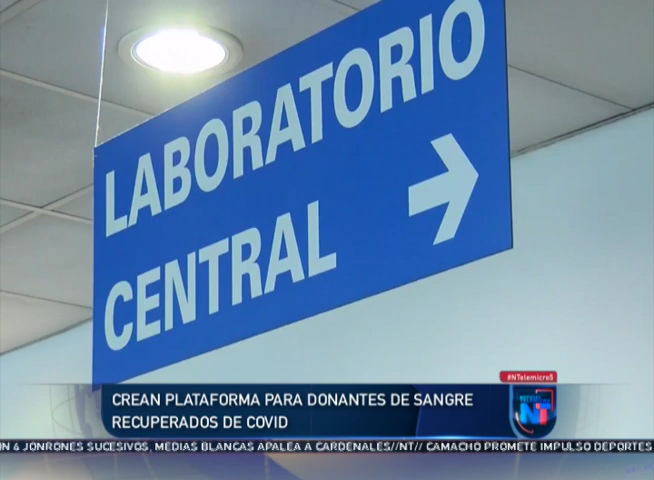 LABORATORIO
CENTRAL
#NTelemicro5
CREAN PLATAFORMA PARA DONANTES DE SANGRE
RECUPERADOS DE COVID
NT
6 JONRONES SUCESIVOS, MEDIAS BLANCAS APALEA A CARDENALES//NT// CAMACHO PROMETE IMPULSO DEPORTES